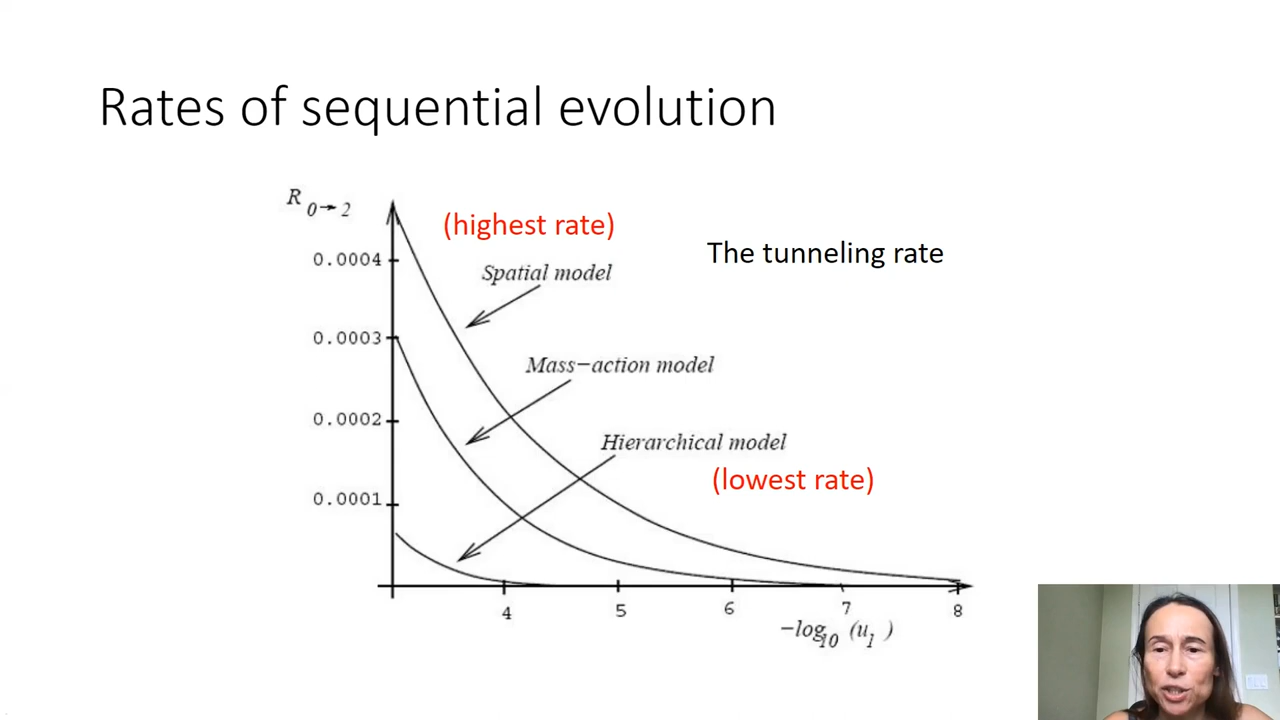 Rates of sequential evolution
R 0→2
(highest rate)
The tunneling rate
0.0004
Spatial model
0.0003
Mass-action model
0.0002
Hierarchical model
(lowest rate)
0.0001
4 5 6 7 8
-log10 (u1)